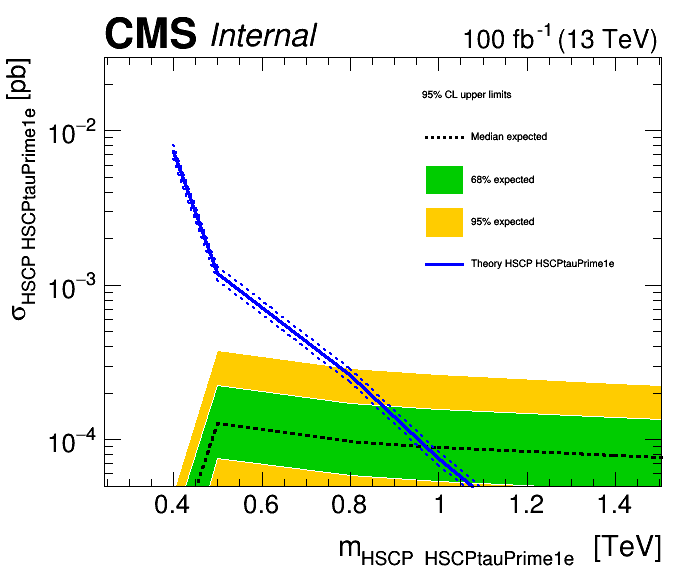 CMS Internal 100 fb-1 (13 TeV)
σHSCP HSCPtauPrime1e [pb]
95% CL upper limits
Median expected
68% expected
95% expected
Theory HSCP HSCPtauPrime1e
10−2
10−3
10−4
0.4 0.6 0.8 1 1.2 1.4
mHSCP HSCPtauPrime1e [TeV]